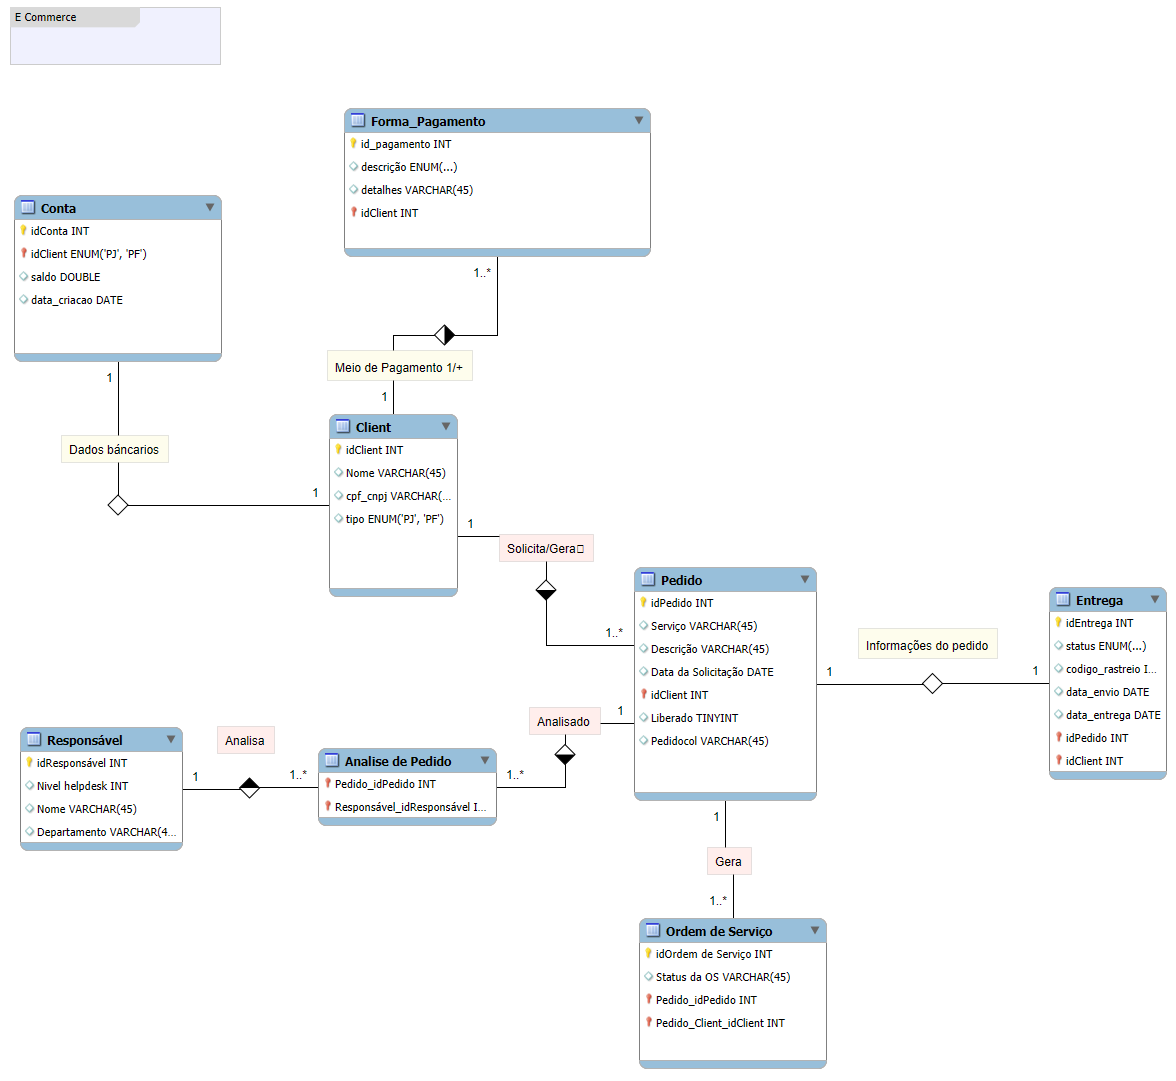 E Commerce
Forma_Pagamento
id_pagamento INT
descrição ENUM(...)
detalhes VARCHAR(45)
idClient INT
Conta
idConta INT
idClient ENUM('PJ', 'PF')
saldo DOUBLE
data_criacao DATE
1..*
Meio de Pagamento 1/+
1
1
Dados báncarios
1
Client
idClient INT
Nome VARCHAR(45)
cpf_cnpj VARCHAR(...
tipo ENUM('PJ', 'PF')
1
Solicita/Gera
1..*
Pedido
idPedido INT
Serviço VARCHAR(45)
Descrição VARCHAR(45)
Data da Solicitação DATE
idClient INT
Liberado TINYINT
Pedidocol VARCHAR(45)
Informações do pedido
1
1
Entrega
idEntrega INT
status ENUM(...)
codigo_rastreio I...
data_envio DATE
data_entrega DATE
idPedido INT
idClient INT
Responsável
idResponsável INT
Nivel helpdesk INT
Nome VARCHAR(45)
Departamento VARCHAR(4...
Analisa
1
1..*
Analise de Pedido
Pedido_idPedido INT
Responsável_idResponsável I...
1..*
Analisado
1
1
Gera
1..*
Ordem de Serviço
idOrdem de Serviço INT
Status da OS VARCHAR(45)
Pedido_idPedido INT
Pedido_Client_idClient INT